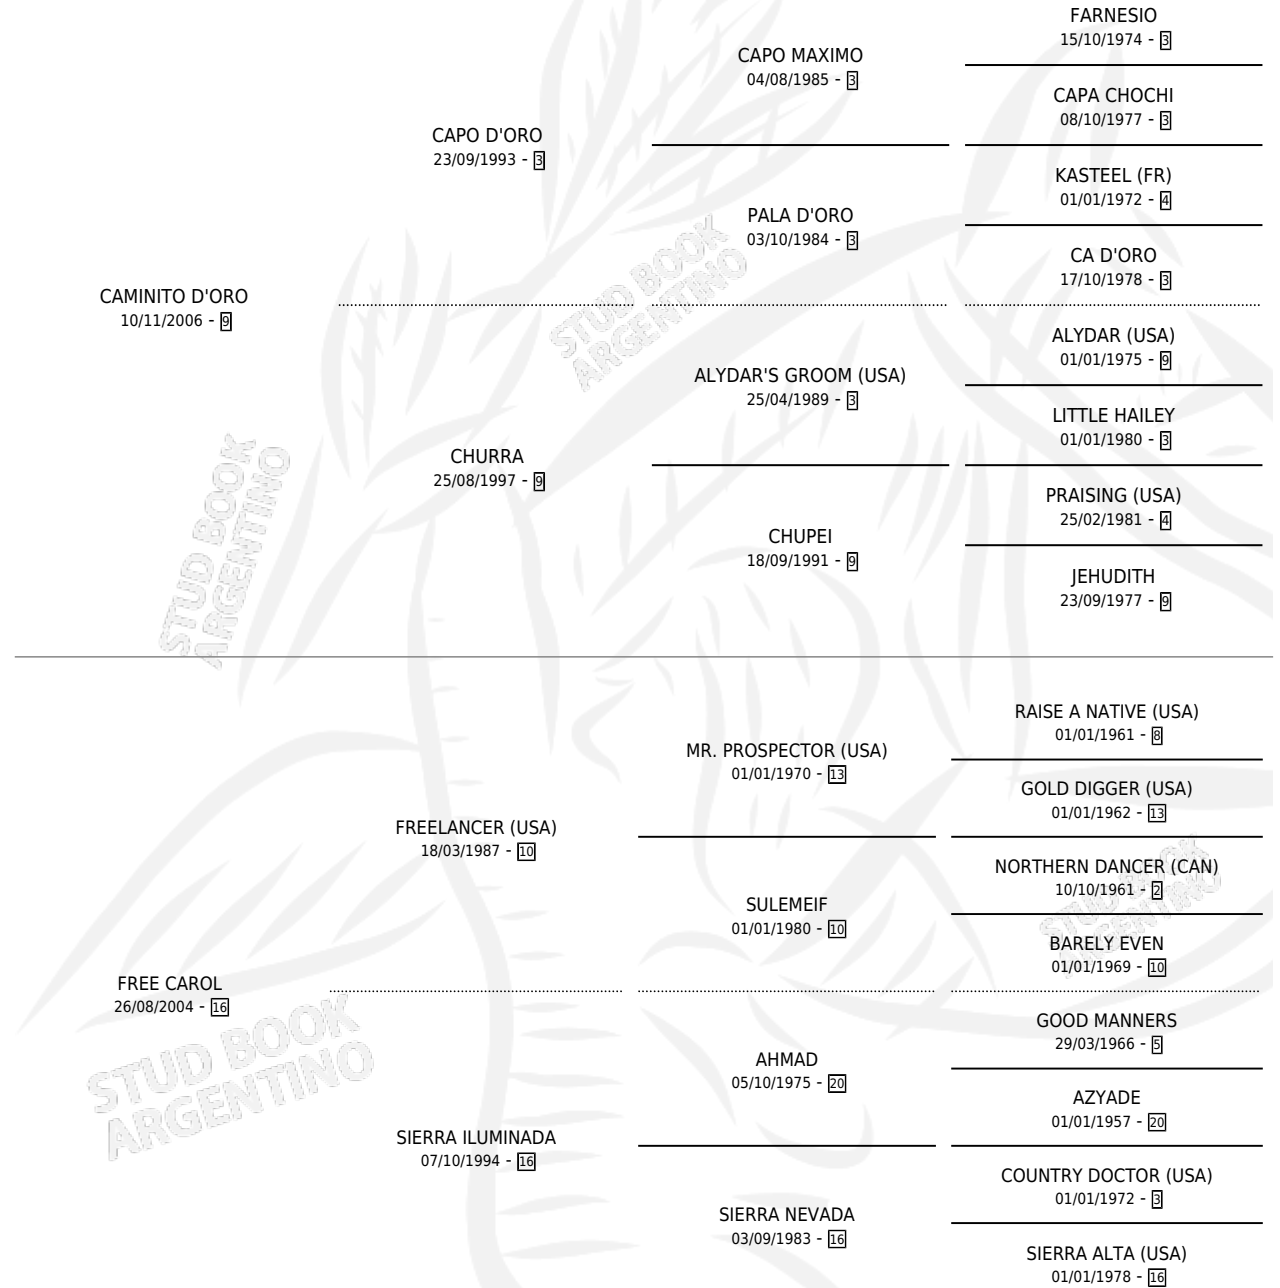 FARNESIO
15/10/1974 - 3
CAPO MAXIMO
04/08/1985 - 3
CAPA CHOCHI
08/10/1977 - 3
CAPO D'ORO
23/09/1993 - 3
KASTEEL (FR)
01/01/1972 - 4
PALA D'ORO
03/10/1984 - 3
CA D'ORO
17/10/1978 - 3
CAMINITO D'ORO
10/11/2006 - 9
STUD BOOK
ARGENTINO
ALYDAR (USA)
01/01/1975 - 9
ALYDAR'S GROOM (USA)
25/04/1989 - 3
LITTLE HAILEY
01/01/1980 - 3
CHURRA
25/08/1997 - 9
PRAISING (USA)
25/02/1981 - 4
CHUPEI
18/09/1991 - 9
JEHUDITH
23/09/1977 - 9
STUD BOOK
ARGENTINO
RAISE A NATIVE (USA)
01/01/1961 - 8
MR. PROSPECTOR (USA)
01/01/1970 - 13
GOLD DIGGER (USA)
01/01/1962 - 13
FREELANCER (USA)
18/03/1987 - 10
NORTHERN DANCER (CAN)
10/10/1961 - 2
SULEMEIF
01/01/1980 - 10
STUD BOOK
ARGENTINO
BARELY EVEN
01/01/1969 - 10
FREE CAROL
26/08/2004 - 16
GOOD MANNERS
29/03/1966 - 5
AHMAD
05/10/1975 - 20
STUD BOOK
ARGENTINO
AZYADE
01/01/1957 - 20
SIERRA ILUMINADA
07/10/1994 - 16
COUNTRY DOCTOR (USA)
01/01/1972 - 3
SIERRA NEVADA
03/09/1983 - 16
SIERRA ALTA (USA)
01/01/1978 - 16